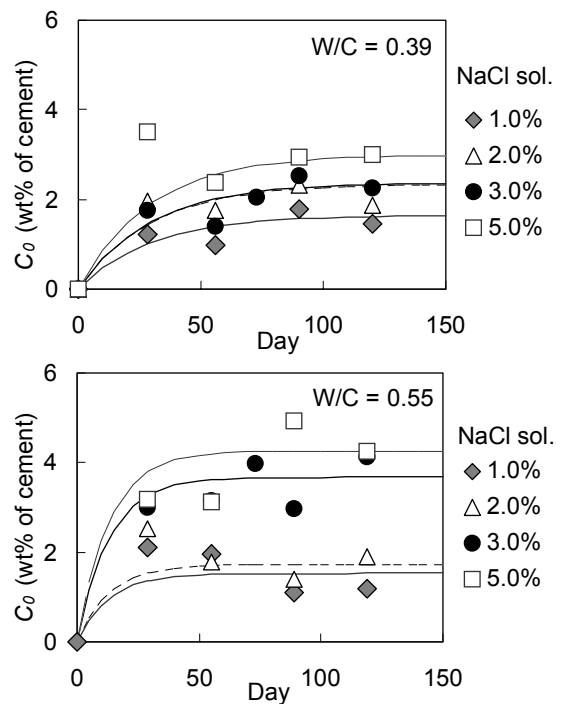 6
W/C = 0.39
NaCl sol.
1.0%
2.0%
3.0%
5.0%
4
2
0
C0 (wt% of cement)
0 50 100 150
Day
6
W/C = 0.55
NaCl sol.
1.0%
2.0%
3.0%
5.0%
4
2
0
C0 (wt% of cement)
0 50 100 150
Day